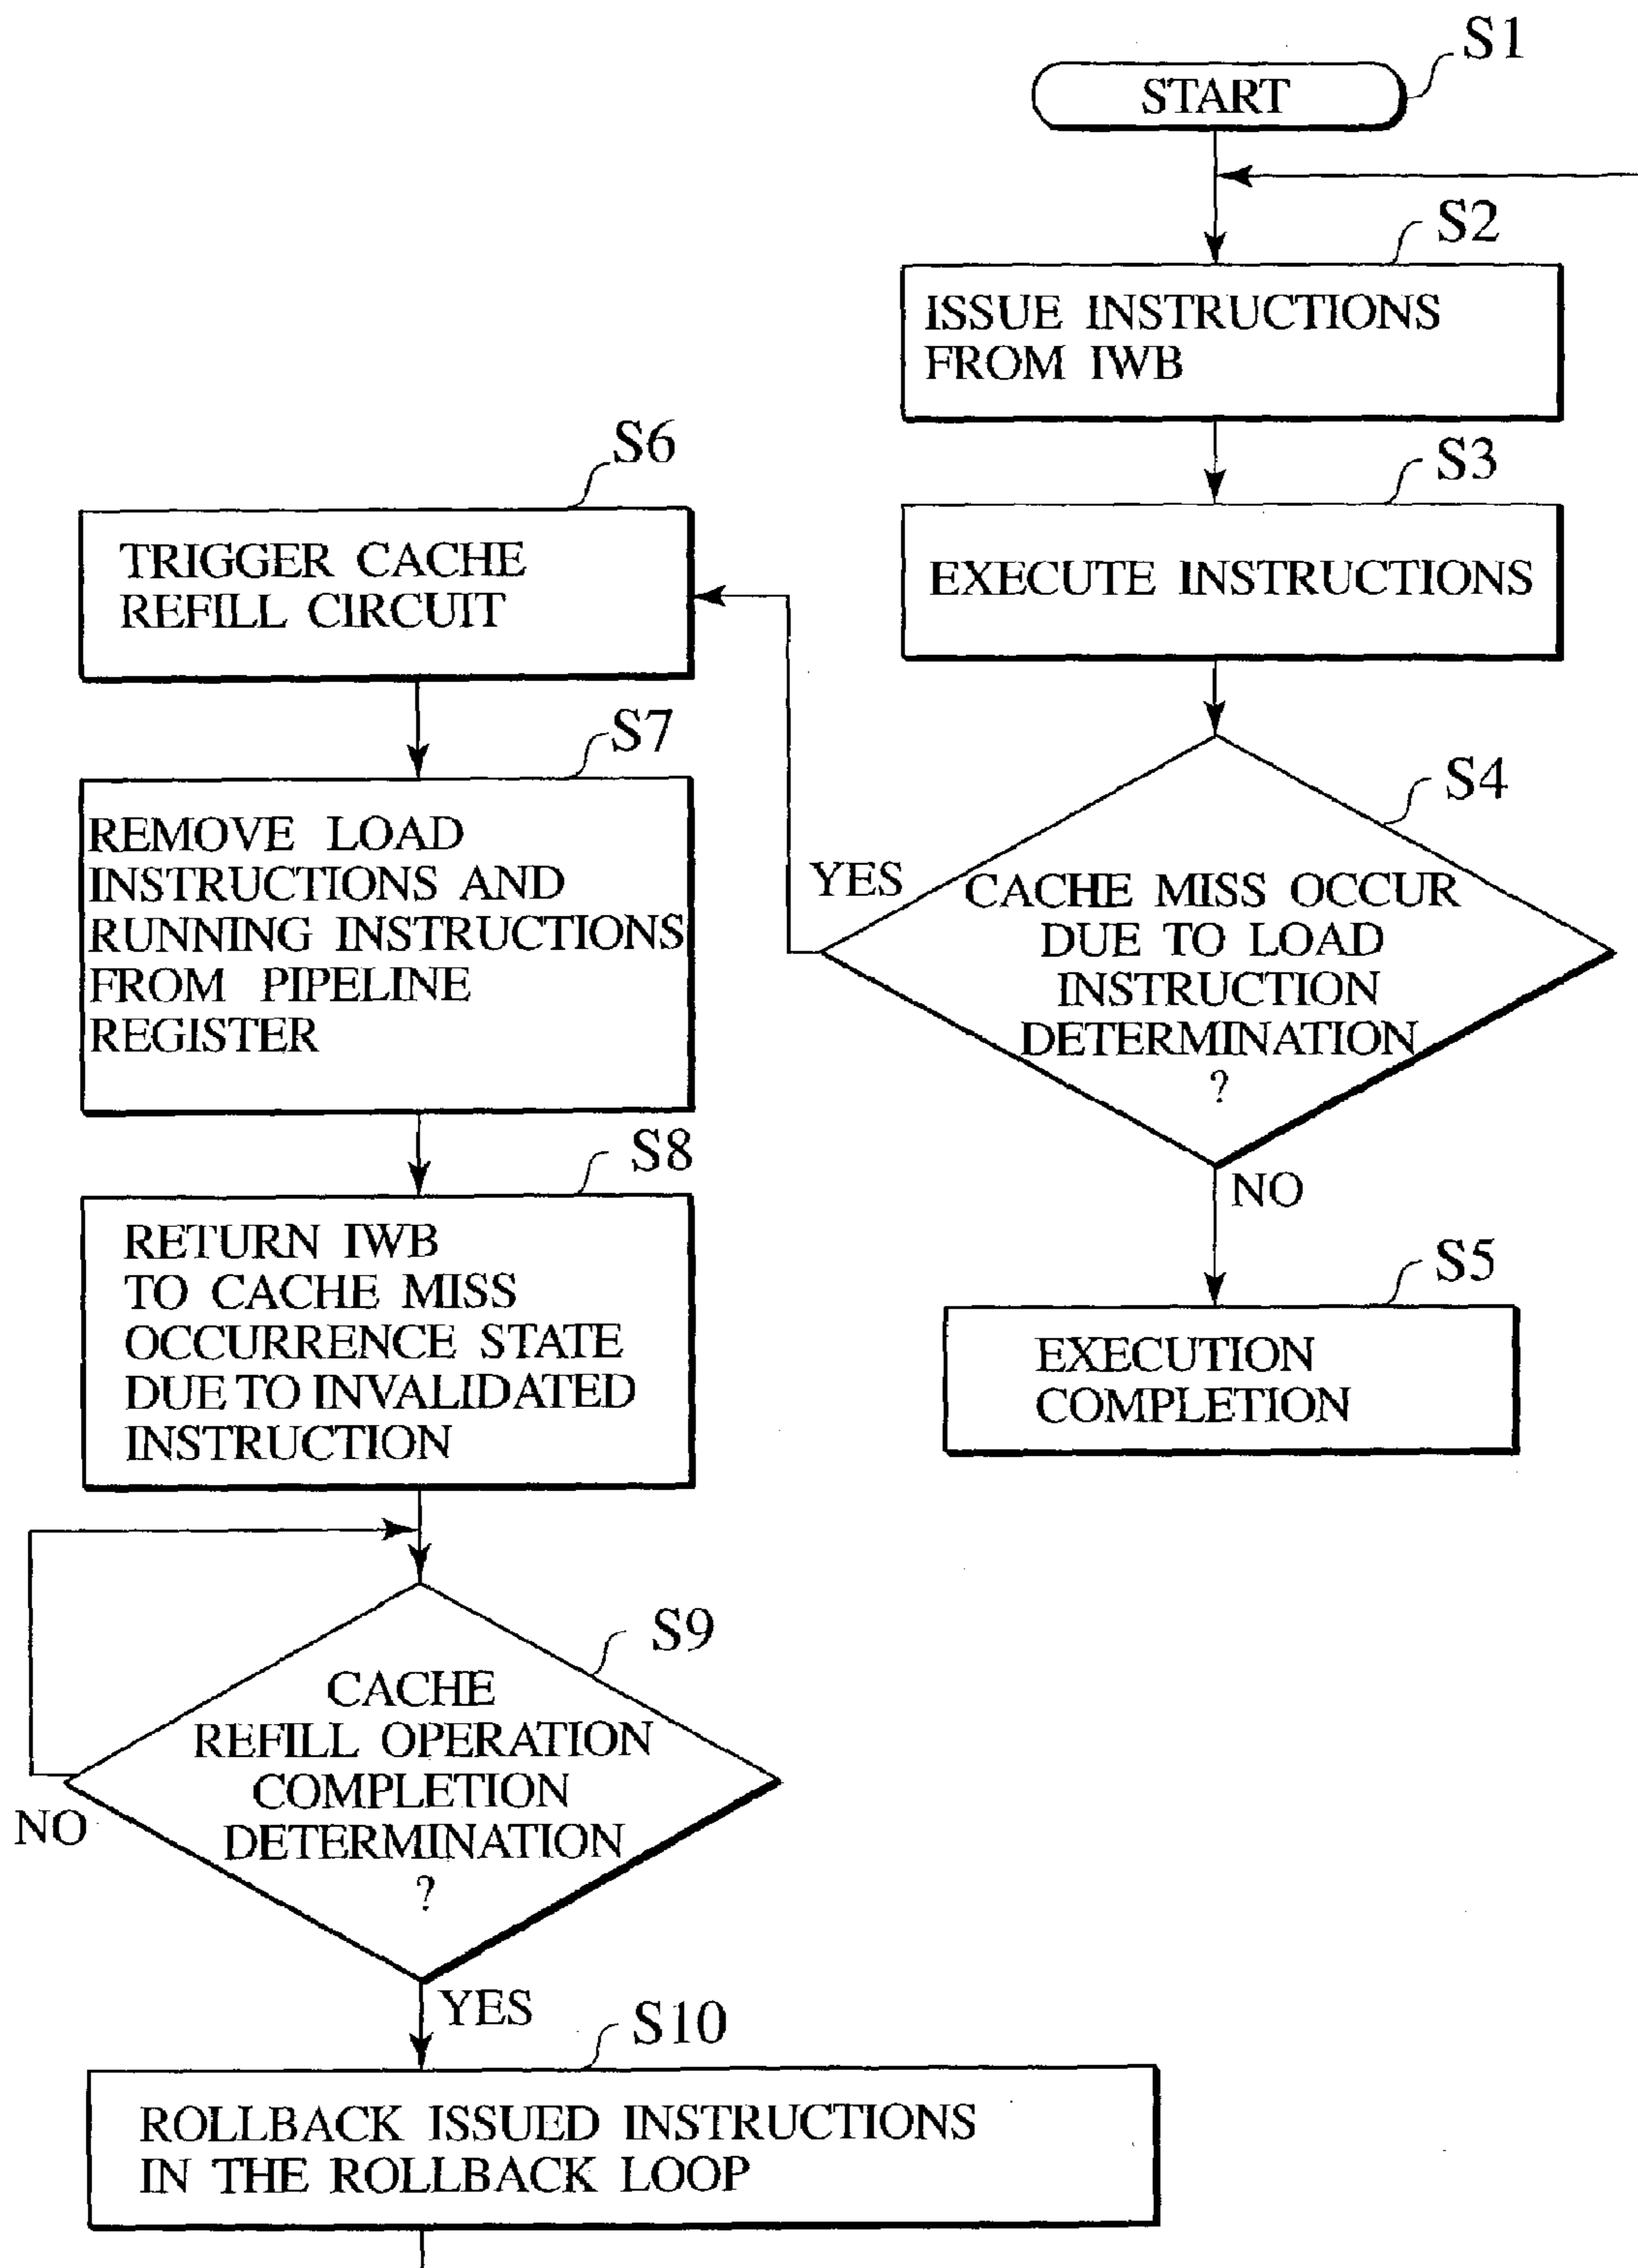 S1
START
S2
ISSUE INSTRUCTIONS
FROM IWB
S3
EXECUTE INSTRUCTIONS
S4
YES
CACHE MISS OCCUR
DUE TO LOAD
INSTRUCTION
DETERMINATION
?
NO
S5
EXECUTION
COMPLETION
S6
TRIGGER CACHE
REFILL CIRCUIT
S7
REMOVE LOAD
INSTRUCTIONS AND
RUNNING INSTRUCTIONS
FROM PIPELINE
REGISTER
S8
RETURN IWB
TO CACHE MISS
OCCURRENCE STATE
DUE TO INVALIDATED
INSTRUCTION
S9
CACHE
REFILL OPERATION
COMPLETION
DETERMINATION
?
NO
YES
S10
ROLLBACK ISSUED INSTRUCTIONS
IN THE ROLLBACK LOOP